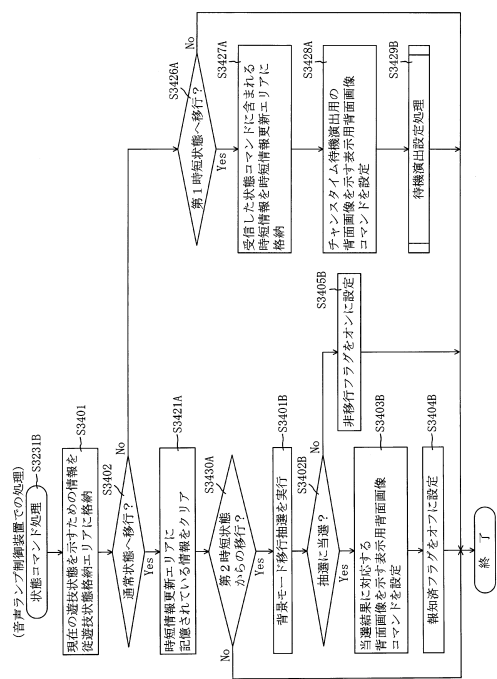 (音声ランプ制御装置での処理)
状態コマンド処理
S3231B
現在の遊技状態を示すための情報を
従遊技状態格納エリアに格納
S3401
通常状態へ移行？
S3402
No
Yes
時短情報更新エリアに
記憶されている情報をクリア
S3421A
第２時短状態
からの移行？
S3430A
No
Yes
背景モード移行抽選を実行
S3401B
抽選に当選？
S3402B
No
Yes
当選結果に対応する
背面画像を示す表示用背面画像
コマンドを設定
S3403B
報知済フラグをオフに設定
S3404B
非移行フラグをオンに設定
S3405B
第１時短状態へ移行？
S3426A
No
Yes
受信した状態コマンドに含まれる
時短情報を時短情報更新エリアに
格納
S3427A
チャンスタイム待機演出用の
背面画像を示す表示用背面画像
コマンドを設定
S3428A
待機演出設定処理
S3429B
終了